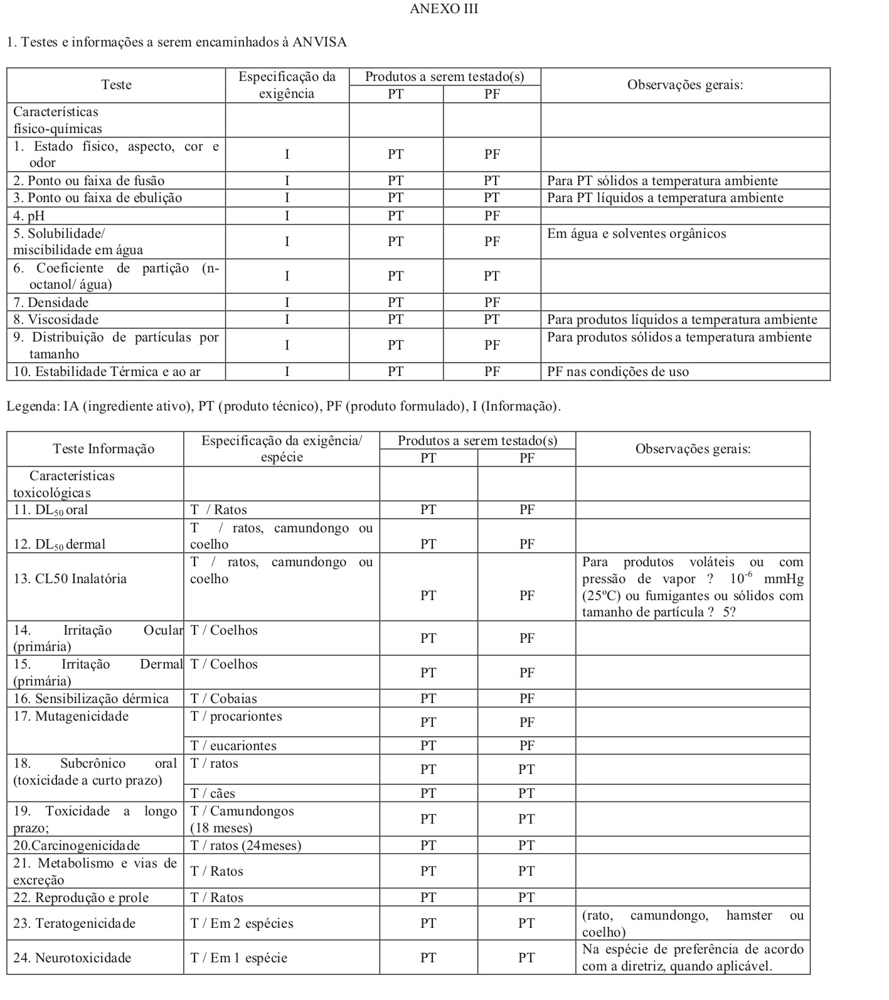 ANEXO III
1. Testes e informações a serem encaminhados à ANVISA
Teste
Especificação da
exigência
Produtos a serem testado(s)
Observações gerais:
PT
PF
Características
físico-químicas
1. Estado físico, aspecto, cor e
odor
I
PT
PF
2. Ponto ou faixa de fusão
I
PT
PT
Para PT sólidos a temperatura ambiente
3. Ponto ou faixa de ebulição
I
PT
PT
Para PT líquidos a temperatura ambiente
4. pH
I
PT
PF
5. Solubilidade/
miscibilidade em água
I
PT
PF
Em água e solventes orgânicos
6. Coeficiente de partição (n-
octanol/ água)
I
PT
PT
7. Densidade
I
PT
PF
8. Viscosidade
I
PT
PT
Para produtos líquidos a temperatura ambiente
9. Distribuição de partículas por
tamanho
I
PT
PF
Para produtos sólidos a temperatura ambiente
10. Estabilidade Térmica e ao ar
I
PT
PF
PF nas condições de uso
Legenda: IA (ingrediente ativo), PT (produto técnico), PF (produto formulado), I (Informação).
Teste Informação
Especificação da exigência/
espécie
Produtos a serem testado(s)
Observações gerais:
PT
PF
Características
toxicológicas
11. DL50 oral
T / Ratos
PT
PF
12. DL50 dermal
T / ratos, camundongo ou
coelho
PT
PF
13. CL50 Inalatória
T / ratos, camundongo ou
coelho
PT
PF
Para produtos voláteis ou com
pressão de vapor ? 10-6 mmHg
(25ºC) ou fumigantes ou sólidos com
tamanho de partícula ? 5?
14. Irritação Ocular
(primária)
T / Coelhos
PT
PF
15. Irritação Dermal
(primária)
T / Coelhos
PT
PF
16. Sensibilização dérmica
T / Cobaias
PT
PF
17. Mutagenicidade
T / procariontes
PT
PF
T / eucariontes
PT
PF
18. Subcrônico oral
(toxicidade a curto prazo)
T / ratos
PT
PT
T / cães
PT
PT
19. Toxicidade a longo
prazo;
T / Camundongos
(18 meses)
PT
PT
20.Carcinogenicidade
T / ratos (24meses)
PT
PT
21. Metabolismo e vias de
excreção
T / Ratos
PT
PT
22. Reprodução e prole
T / Ratos
PT
PT
23. Teratogenicidade
T / Em 2 espécies
PT
PT
(rato, camundongo, hamster ou
coelho)
24. Neurotoxicidade
T / Em 1 espécie
PT
PT
Na espécie de preferência de acordo
com a diretriz, quando aplicável.